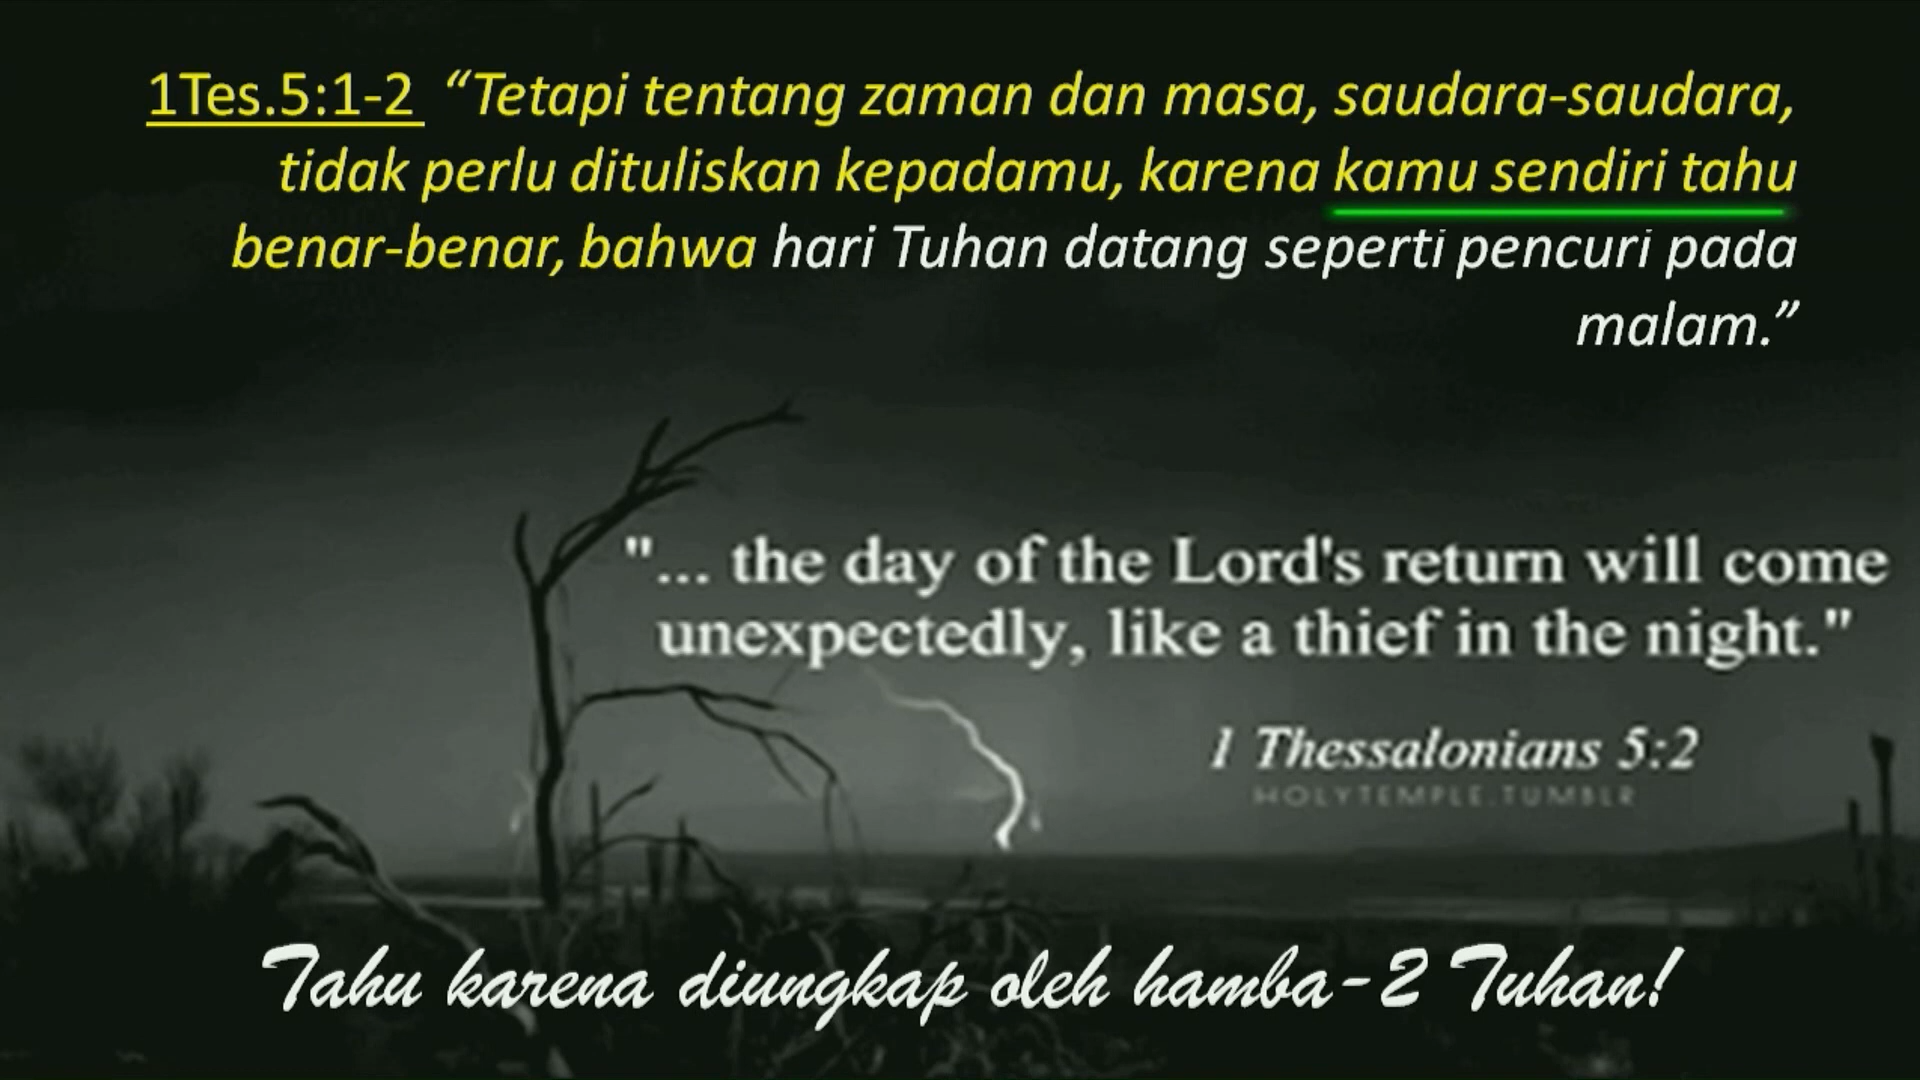 1Tes.5:1-2 “Tetapi tentang zaman dan masa, saudara-saudara,
tidak perlu dituliskan kepadamu, karena kamu sendiri tahu
benar-benar, bahwa hari Tuhan datang seperti pencuri pada
malam.”
"... the day of the Lord's return will come
unexpectedly, like a thief in the night."
1 Thessalonians 5:2
HOLYTEMPLE.TUMBLR
Tahu karena diungkap oleh hamba-2 Tuhan!